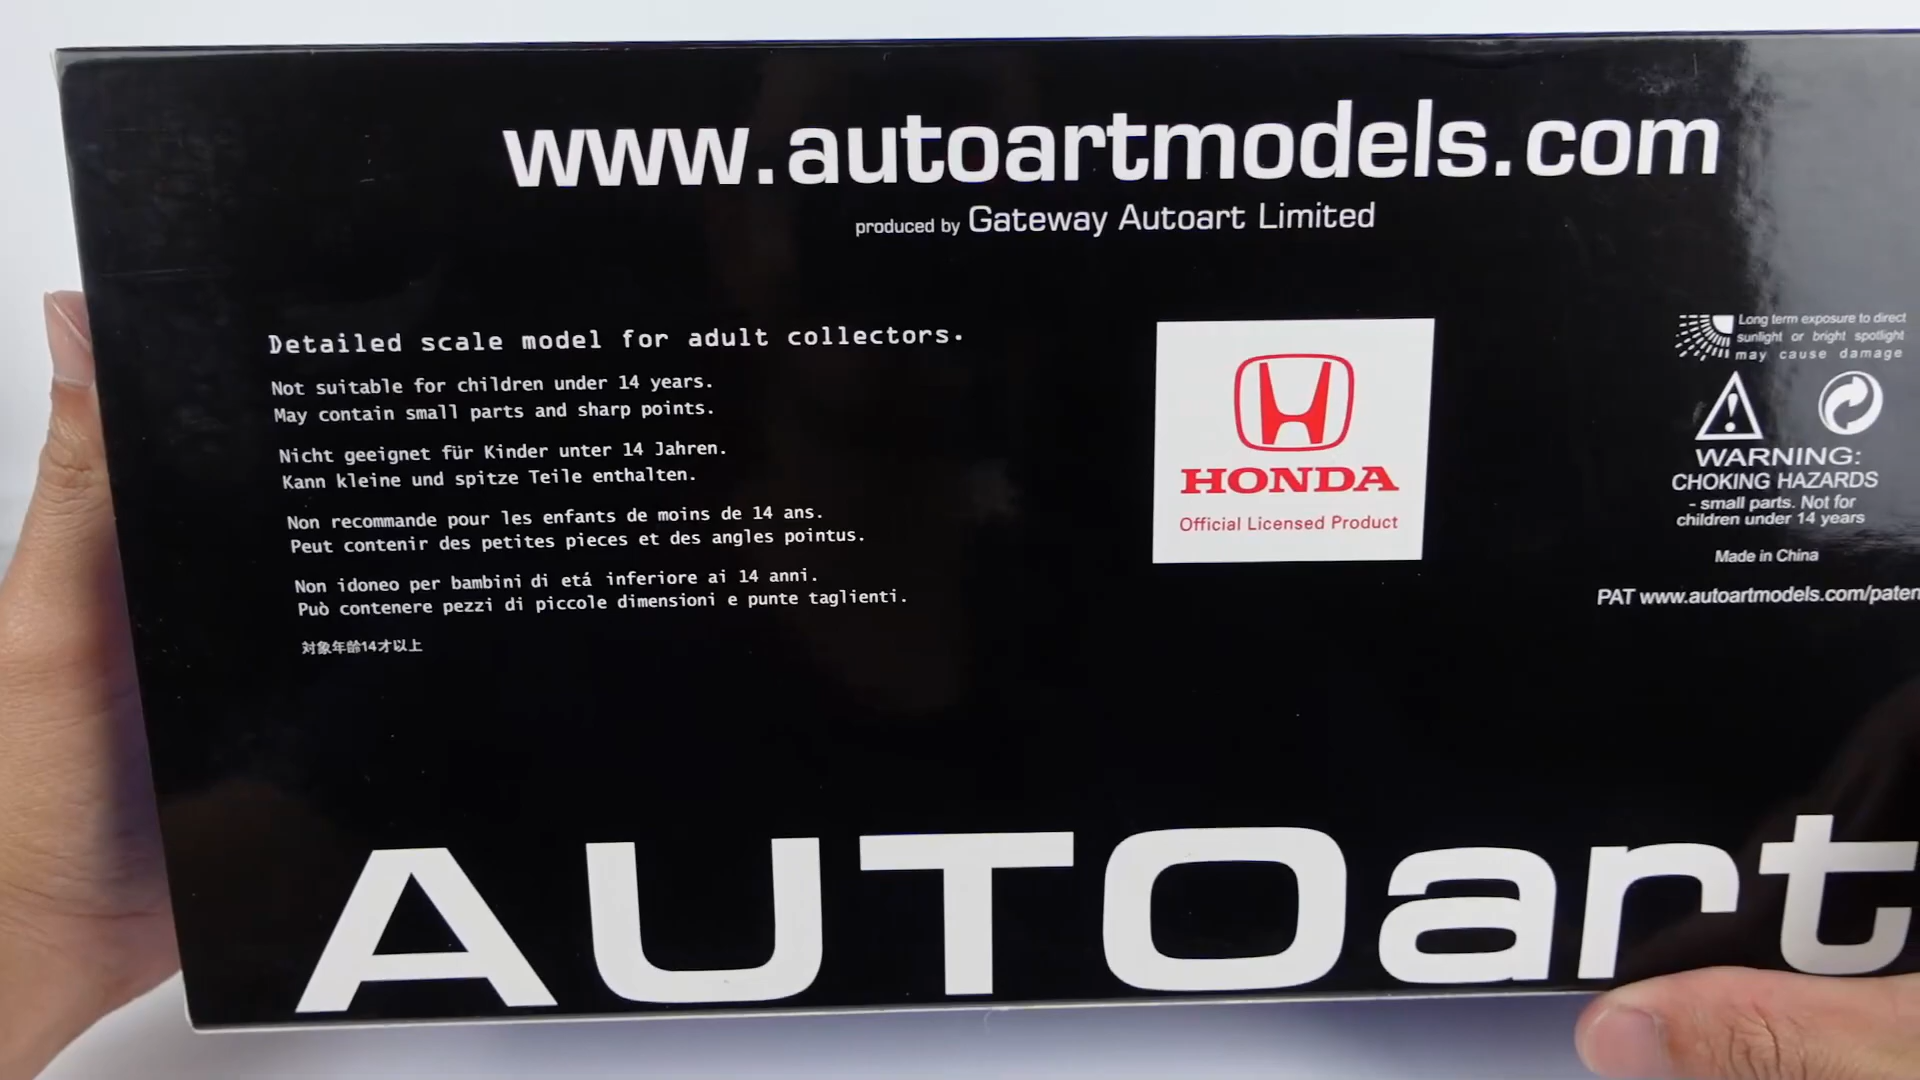 www.autoartmodels.com
produced by Gateway Autoart Limited
Detailed scale model for adult collectors.
Not suitable for children under 14 years.
May contain small parts and sharp points.
Nicht geeignet für Kinder unter 14 Jahren.
Kann kleine und spitze Teile enthalten.
Non recommande pour les enfants de moins de 14 ans.
Peut contenir des petites pieces et des angles pointus.
Non idoneo per bambini di etá inferiore ai 14 anni.
Può contenere pezzi di piccole dimensioni e punte taglienti.
対象年齢14才以上
HONDA
Official Licensed Product
Long term exposure to direct
sunlight or bright spotlight
may cause damage
WARNING:
CHOKING HAZARDS
- small parts. Not for
children under 14 years
Made in China
PAT www.autoartmodels.com/paten
AUTOart